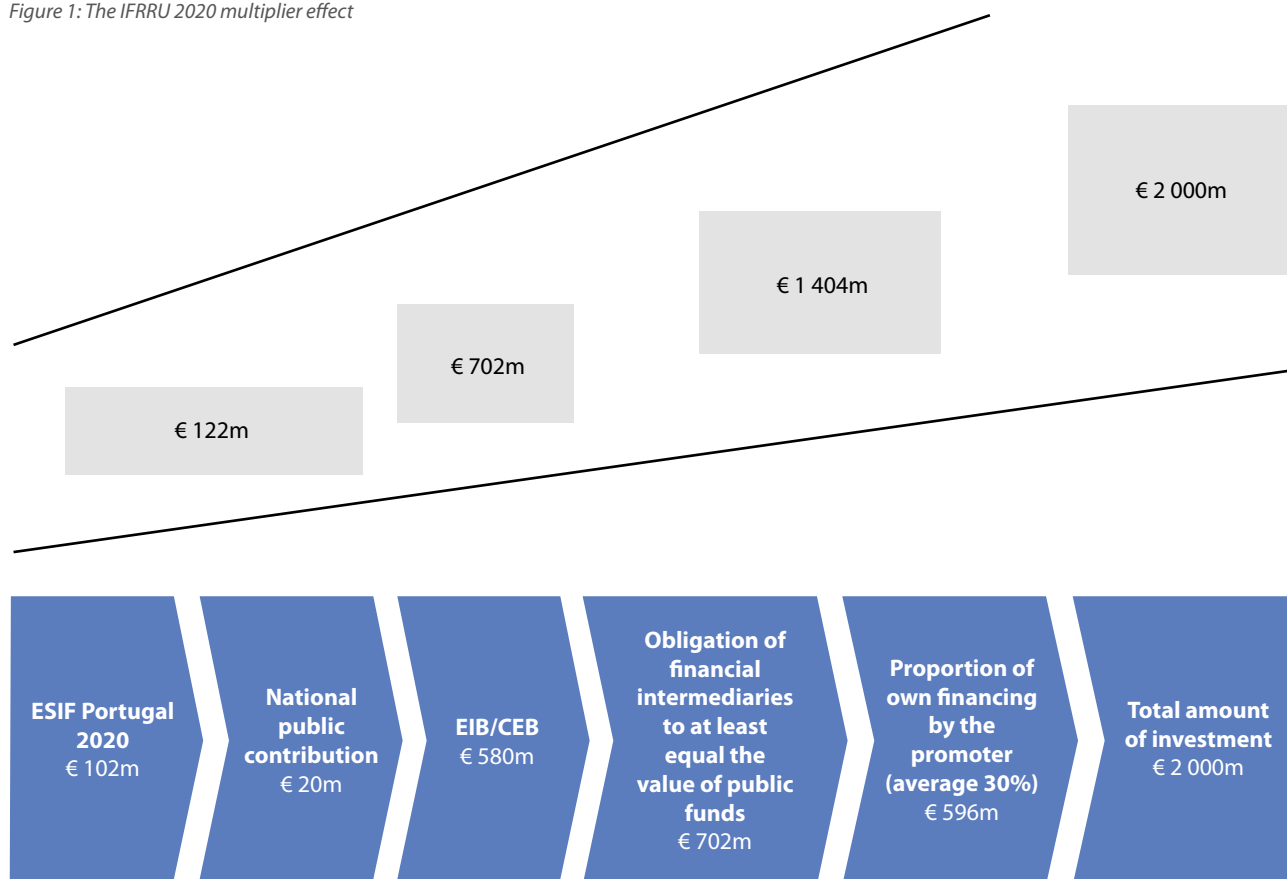 Figure 1: The IFRRU 2020 multiplier effect
€ 2 000m
€ 1 404m
€ 702m
€ 122m
ESIF Portugal
2020
€ 102m
National
public
contribution
€ 20m
EIB/CEB
€ 580m
Obligation of
financial
intermediaries
to at least
equal the
value of public
funds
€ 702m
Proportion of
own financing
by the
promoter
(average 30%)
€ 596m
Total amount
of investment
€ 2 000m